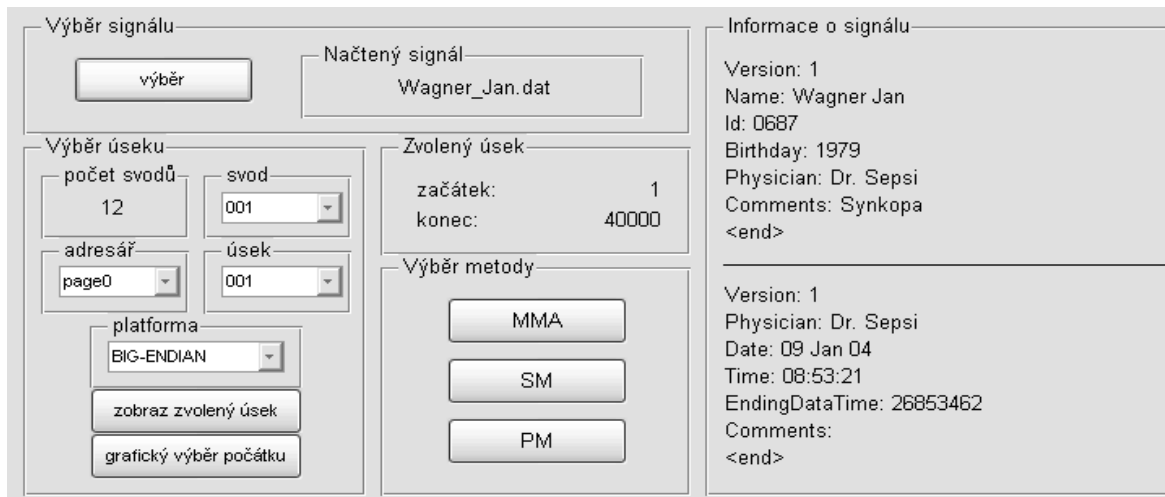 Výběr signálu
výběr
Načtený signál
Wagner_Jan.dat
Výběr úseku
počet svodů
12
svod
001
adresář
page0
úsek
001
platforma
BIG-ENDIAN
zobraz zvolený úsek
grafický výběr počátku
Zvolený úsek
začátek: 1
konec: 40000
Výběr metody
MMA
SM
PM
Informace o signálu
Version: 1
Name: Wagner Jan
Id: 0687
Birthday: 1979
Physician: Dr. Sepsi
Comments: Synkopa
<end>
Version: 1
Physician: Dr. Sepsi
Date: 09 Jan 04
Time: 08:53:21
EndingDataTime: 26853462
Comments:
<end>